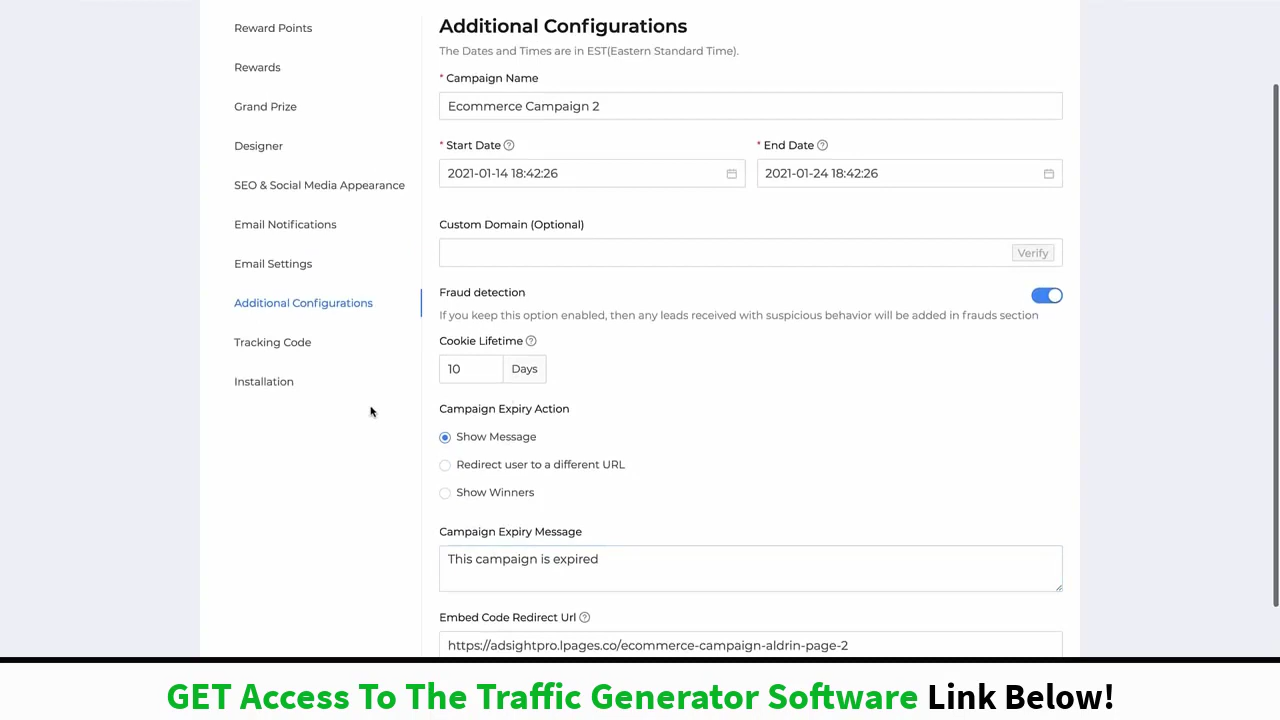 Reward Points
Rewards
Grand Prize
Designer
SEO & Social Media Appearance
Email Notifications
Email Settings
Additional Configurations
Tracking Code
Installation
Additional Configurations
The Dates and Times are in EST(Eastern Standard Time).
* Campaign Name
Ecommerce Campaign 2
* Start Date
* End Date
2021-01-14 18:42:26
2021-01-24 18:42:26
Custom Domain (Optional)
Verify
Fraud detection
If you keep this option enabled, then any leads received with suspicious behavior will be added in frauds section
Cookie Lifetime
10 Days
Campaign Expiry Action
Show Message
Redirect user to a different URL
Show Winners
Campaign Expiry Message
This campaign is expired
Embed Code Redirect Url
https://adsightpro.lpages.co/ecommerce-campaign-aldrin-page-2
GET Access To The Traffic Generator Software Link Below!